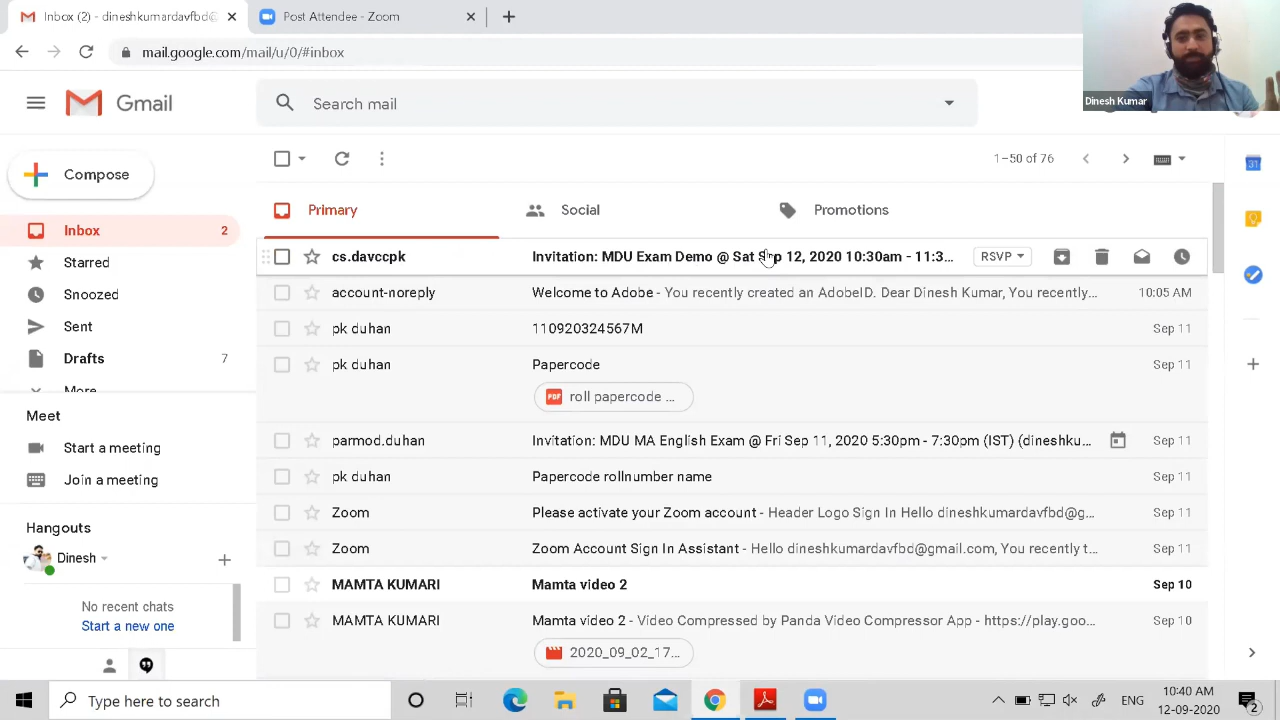 Inbox (2) - dineshkumardavfbd@
Post Attendee - Zoom
mail.google.com/mail/u/0/#inbox
Dinesh Kumar
Gmail
Search mail
Compose
1–50 of 76
Inbox 2
Starred
Snoozed
Sent
Drafts 7
More
Primary
Social
Promotions
cs.davccpk Invitation: MDU Exam Demo @ Sat Sep 12, 2020 10:30am - 11:3... RSVP
account-noreply Welcome to Adobe - You recently created an AdobeID. Dear Dinesh Kumar, You recently... 10:05 AM
pk duhan 110920324567M Sep 11
pk duhan Papercode Sep 11
PDF roll papercode ...
parmod.duhan Invitation: MDU MA English Exam @ Fri Sep 11, 2020 5:30pm - 7:30pm (IST) (dineshku... Sep 11
pk duhan Papercode rollnumber name Sep 11
Zoom Please activate your Zoom account - Header Logo Sign In Hello dineshkumardavfbd@g... Sep 11
Zoom Zoom Account Sign In Assistant - Hello dineshkumardavfbd@gmail.com, You recently t... Sep 11
MAMTA KUMARI Mamta video 2 Sep 10
MAMTA KUMARI Mamta video 2 - Video Compressed by Panda Video Compressor App - https://play.goo... Sep 10
2020_09_02_17...
Meet
Start a meeting
Join a meeting
Hangouts
Dinesh
No recent chats
Start a new one
31
Type here to search
ENG
10:40 AM
12-09-2020
2